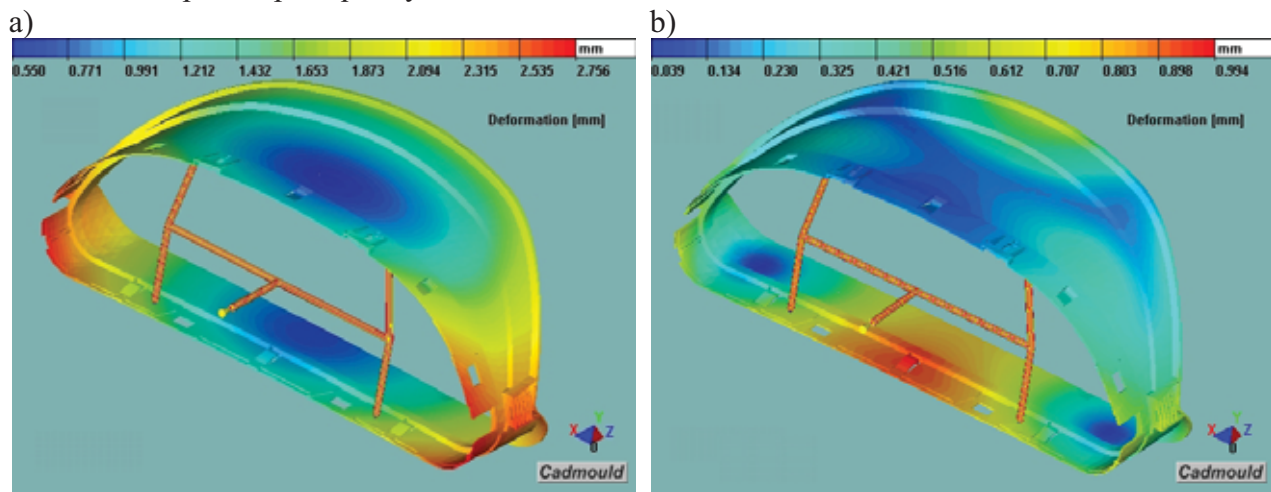 a)
mm
0.550 0.771 0.991 1.212 1.432 1.653 1.873 2.094 2.315 2.535 2.756
Deformation [mm]
X Y Z
Cadmould
b)
mm
0.039 0.134 0.230 0.325 0.421 0.516 0.612 0.707 0.803 0.898 0.994
Deformation [mm]
X Y Z
Cadmould